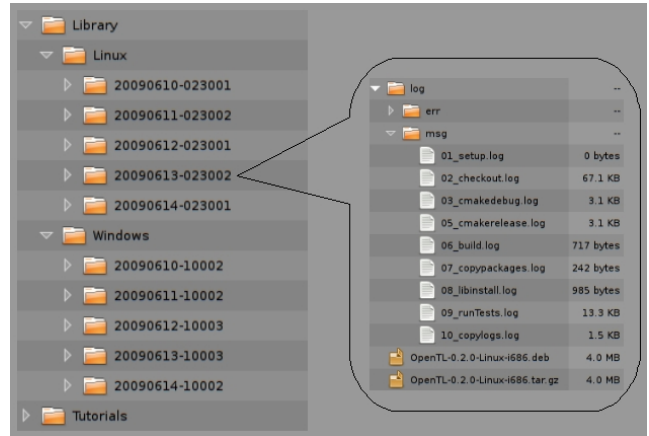 Library
Linux
20090610-023001
20090611-023002
20090612-023001
20090613-023002
20090614-023001
Windows
20090610-10002
20090611-10002
20090612-10003
20090613-10003
20090614-10002
Tutorials
log --
err --
msg --
01_setup.log 0 bytes
02_checkout.log 67.1 KB
03_cmakedebug.log 3.1 KB
05_cmakerelease.log 3.1 KB
06_build.log 717 bytes
07_copypackages.log 242 bytes
08_libinstall.log 985 bytes
09_runTests.log 13.3 KB
10_copylogs.log 1.5 KB
OpenTL-0.2.0-Linux-i686.deb 4.0 MB
OpenTL-0.2.0-Linux-i686.tar.gz 4.0 MB